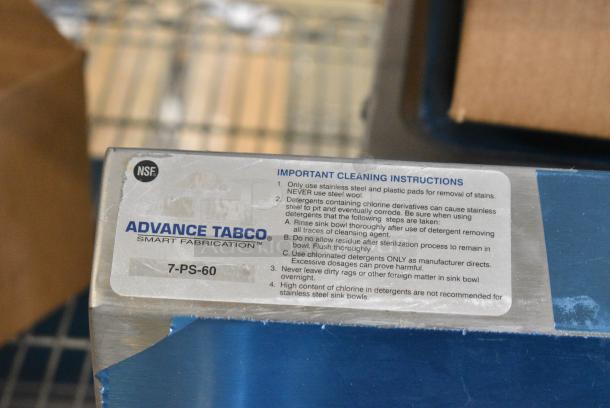 NSF
ADVANCE TABCO
SMART FABRICATION™
7-PS-60
IMPORTANT CLEANING INSTRUCTIONS
1. Only use stainless steel and plastic pads for removal of stains.
NEVER use steel wool.
2. Detergents containing chlorine derivatives can cause stainless
steel to pit and eventually corrode. Be sure when using
detergents that the following steps are taken:
A. Rinse sink bowl thoroughly after use of detergent removing
all traces of cleansing agent.
B. Do no allow residue after sterilization process to remain in
bowl. Flush thoroughly.
C. Use chlorinated detergents ONLY as manufacturer directs.
Excessive dosages can prove harmful.
3. Never leave dirty rags or other foreign matter in sink bowl
overnight.
4. High content of chlorine in detergents are not recommended for
stainless steel sink bowls.